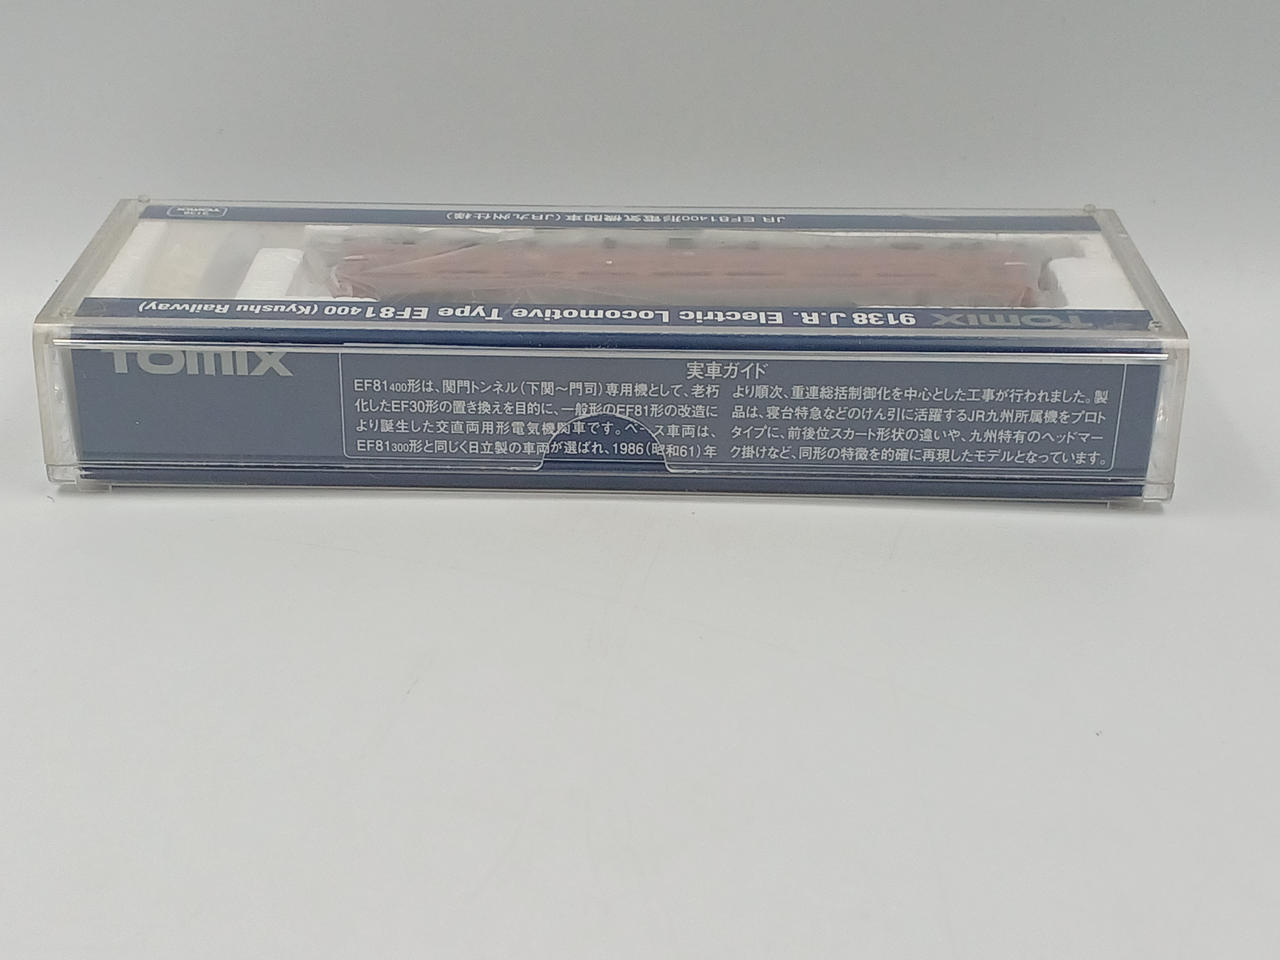 9138
TOMIX
JR EF81400形電気機関車(JR九州仕様)
TOMIX 9138 J.R. Electric Locomotive Type EF81400 (Kyushu Railway)
TOMIX
実車ガイド
EF81400形は、関門トンネル(下関〜門司)専用機として、老朽
化したEF30形の置き換えを目的に、一般形のEF81形の改造に
より誕生した交直両用形電気機関車です。ベース車両は、
EF81300形と同じく日立製の車両が選ばれ、1986(昭和61)年
より順次、重連総括制御化を中心とした工事が行われました。製
品は、寝台特急などのけん引に活躍するJR九州所属機をプロト
タイプに、前後位スカート形状の違いや、九州特有のヘッドマー
ク掛けなど、同形の特徴を的確に再現したモデルとなっています。